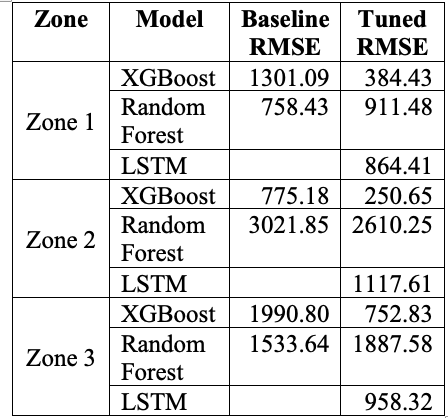 Zone Model Baseline RMSE Tuned RMSE
Zone 1 XGBoost 1301.09 384.43
Random Forest 758.43 911.48
LSTM 864.41
Zone 2 XGBoost 775.18 250.65
Random Forest 3021.85 2610.25
LSTM 1117.61
Zone 3 XGBoost 1990.80 752.83
Random Forest 1533.64 1887.58
LSTM 958.32